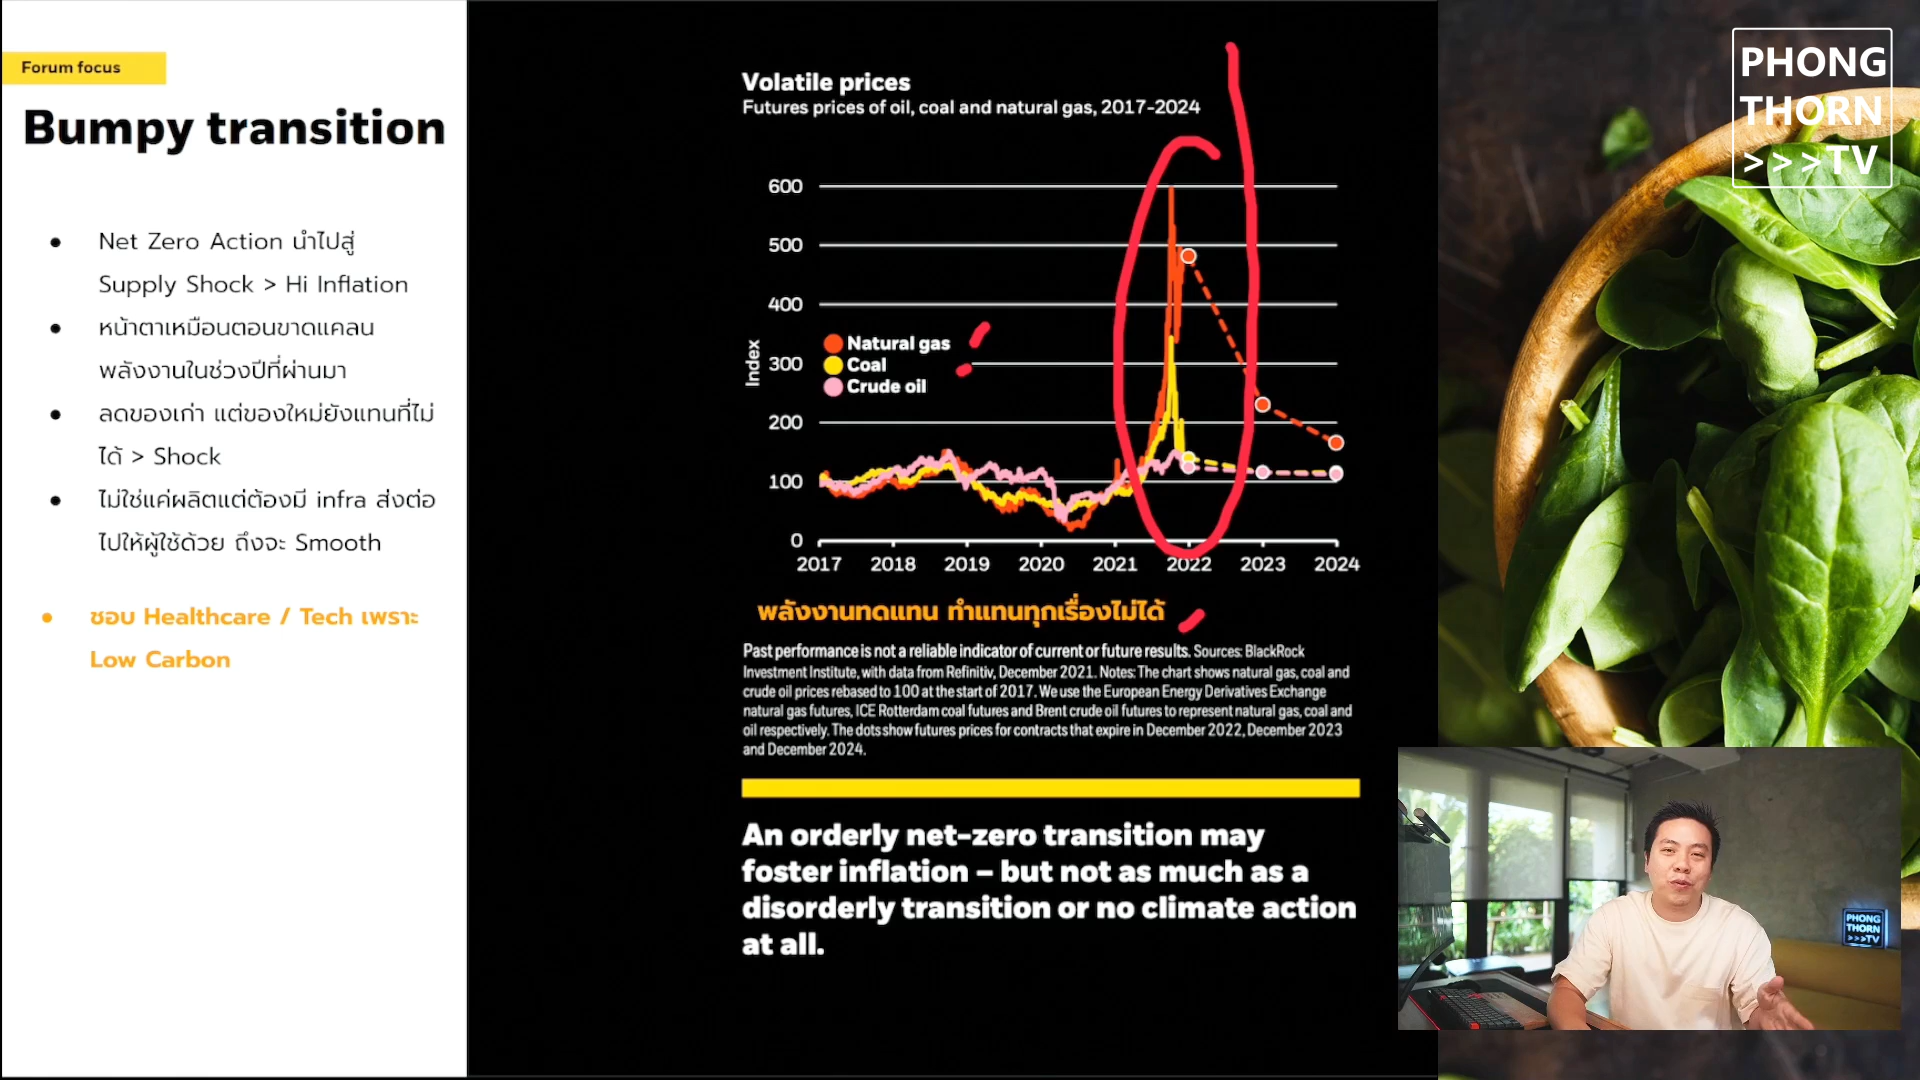 Forum focus
Bumpy transition
● Net Zero Action นำไปสู่
Supply Shock > Hi Inflation
● หน้าตาเหมือนตอนขาดแคลน
พลังงานในช่วงปีที่ผ่านมา
● ลดของเก่า แต่ของใหม่ยังแทนที่ไม่
ได้ > Shock
● ไม่ใช่แค่ผลิตแต่ต้องมี infra ส่งต่อ
ไปให้ผู้ใช้ด้วย ถึงจะ Smooth
● ชอบ Healthcare / Tech เพราะ
Low Carbon
Volatile prices
Futures prices of oil, coal and natural gas, 2017-2024
600
500
400
300
200
100
0
Index
Natural gas
Coal
Crude oil
2017 2018 2019 2020 2021 2022 2023 2024
พลังงานทดแทน ทำแทนทุกเรื่องไม่ได้
Past performance is not a reliable indicator of current or future results. Sources: BlackRock
Investment Institute, with data from Refinitiv, December 2021. Notes: The chart shows natural gas, coal and
crude oil prices rebased to 100 at the start of 2017. We use the European Energy Derivatives Exchange
natural gas futures, ICE Rotterdam coal futures and Brent crude oil futures to represent natural gas, coal and
oil respectively. The dots show futures prices for contracts that expire in December 2022, December 2023
and December 2024.
An orderly net-zero transition may
foster inflation – but not as much as a
disorderly transition or no climate action
at all.
PHONG
THORN
>>>TV
PHONG
THORN
>>>TV